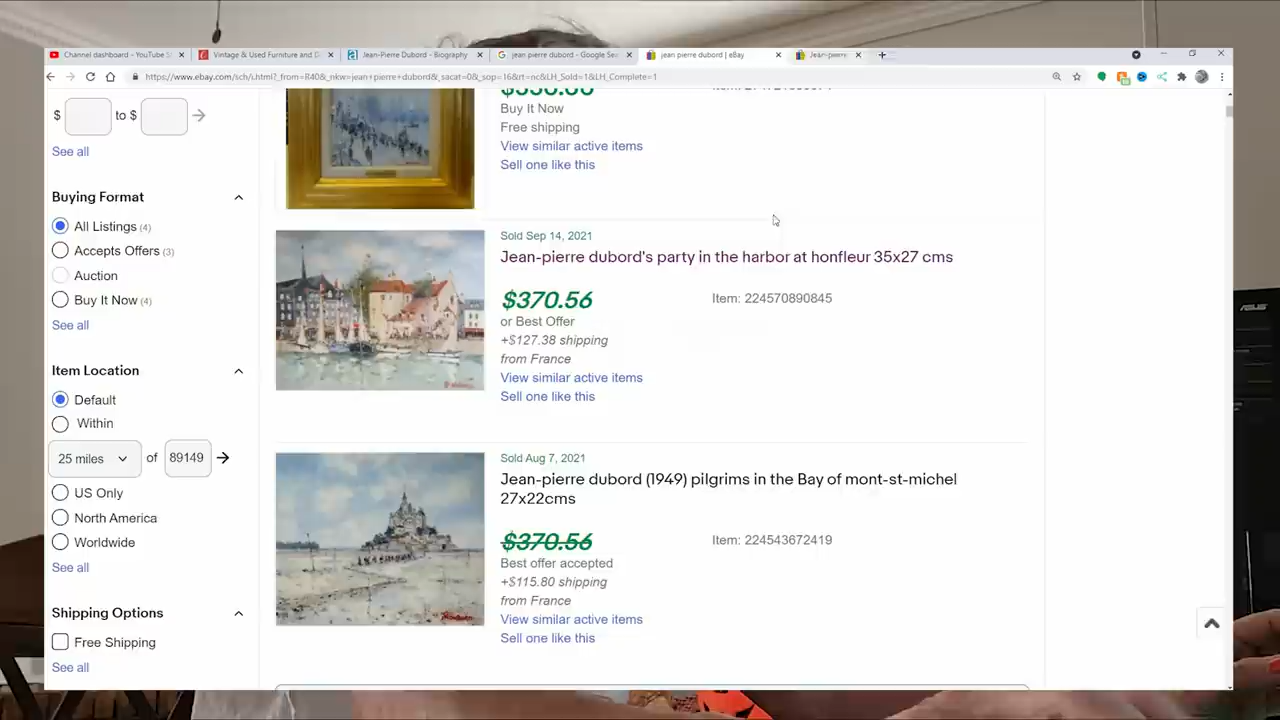 Channel dashboard - YouTube S
Vintage & Used Furniture and D
Jean-Pierre Dubord - Biography
jean pierre dubord - Google Se
jean pierre dubord | eBay
Jean-pierre
https://www.ebay.com/sch/i.html?_from=R40&_nkw=jean+pierre+dubord&_sacat=0&_sop=16&rt=nc&LH_Sold=1&LH_Complete=1
$ to $
See all
Buying Format
All Listings (4)
Accepts Offers (3)
Auction
Buy It Now (4)
See all
Item Location
Default
Within
25 miles of 89149
US Only
North America
Worldwide
See all
Shipping Options
Free Shipping
See all
Buy It Now
Free shipping
View similar active items
Sell one like this
Sold Sep 14, 2021
Jean-pierre dubord's party in the harbor at honfleur 35x27 cms
$370.56
Item: 224570890845
or Best Offer
+$127.38 shipping
from France
View similar active items
Sell one like this
Sold Aug 7, 2021
Jean-pierre dubord (1949) pilgrims in the Bay of mont-st-michel
27x22cms
$370.56
Item: 224543672419
Best offer accepted
+$115.80 shipping
from France
View similar active items
Sell one like this
ASUS